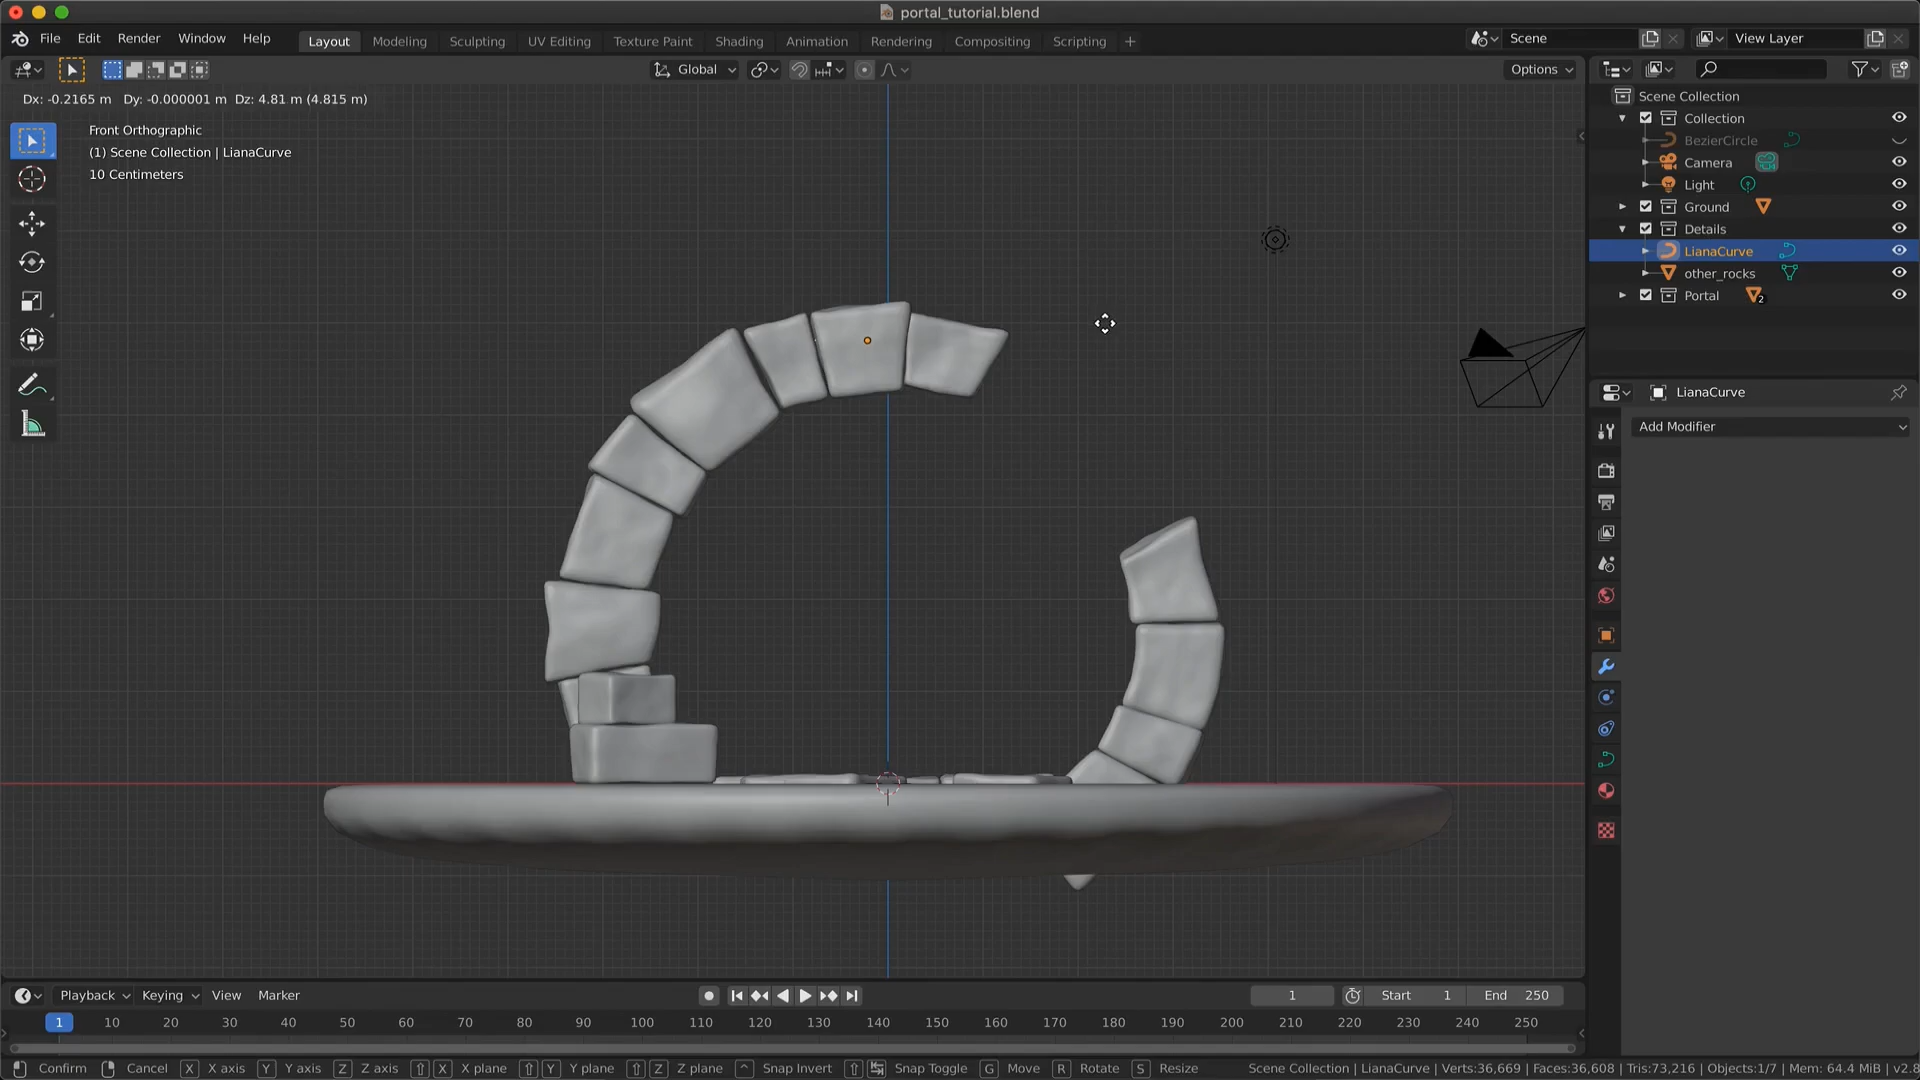 portal_tutorial.blend
File Edit Render Window Help Layout Modeling Sculpting UV Editing Texture Paint Shading Animation Rendering Compositing Scripting + Scene View Layer
Global Options
Dx: -0.2165 m Dy: -0.000001 m Dz: 4.81 m (4.815 m)
Front Orthographic
(1) Scene Collection | LianaCurve
10 Centimeters
Scene Collection
Collection
BezierCircle
Camera
Light
Ground
Details
LianaCurve
other_rocks
Portal
2
LianaCurve
Add Modifier
Playback Keying View Marker 1 Start 1 End 250
1 10 20 30 40 50 60 70 80 90 100 110 120 130 140 150 160 170 180 190 200 210 220 230 240 250
Confirm Cancel X X axis Y Y axis Z Z axis X X plane Y Y plane Z Z plane ^ Snap Invert Snap Toggle G Move R Rotate S Resize Scene Collection | LianaCurve | Verts:36,669 | Faces:36,608 | Tris:73,216 | Objects:1/7 | Mem: 64.4 MiB | v2.8